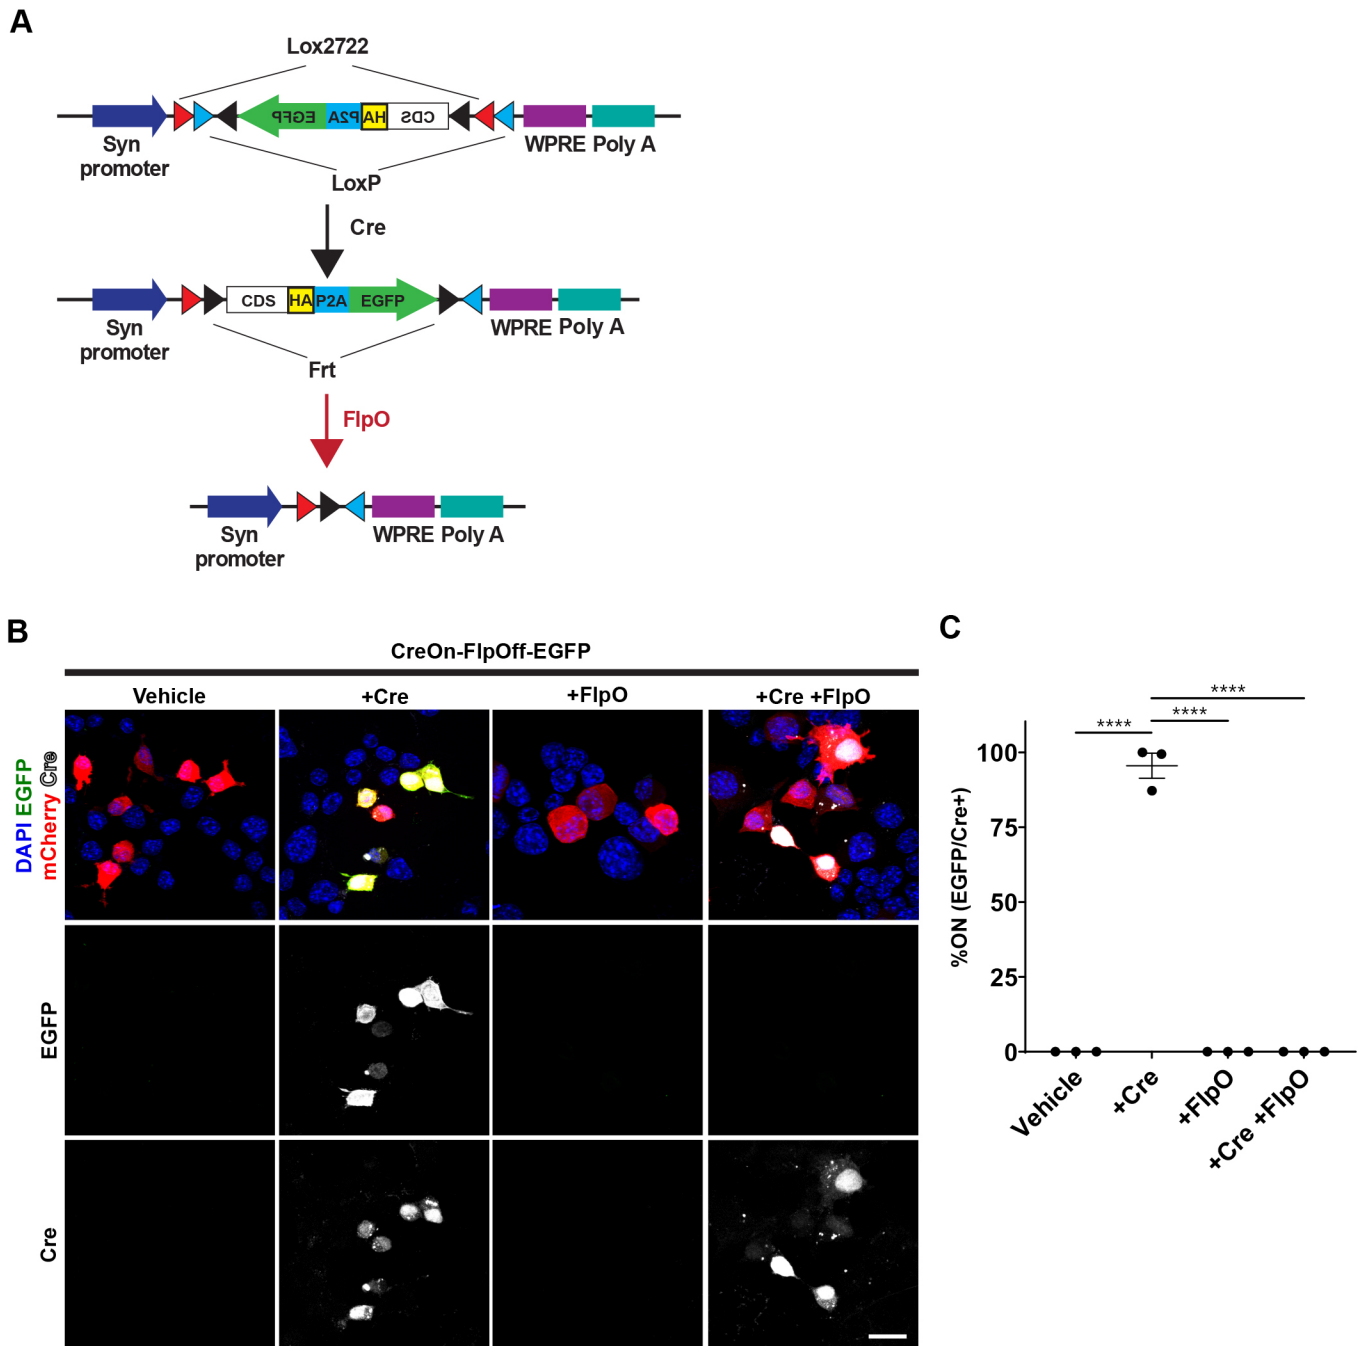 A
Lox2722
EGFP P2A HA CDS
Syn
promoter
WPRE Poly A
LoxP
Cre
CDS HA P2A EGFP
Syn
promoter
WPRE Poly A
Frt
FlpO
Syn
promoter
WPRE Poly A
B
CreOn-FlpOff-EGFP
Vehicle +Cre +FlpO +Cre +FlpO
DAPI EGFP
mCherry Cre
EGFP
Cre
C
****
**** ****
%ON (EGFP/Cre+)
100
75
50
25
0
Vehicle +Cre +FlpO +Cre +FlpO